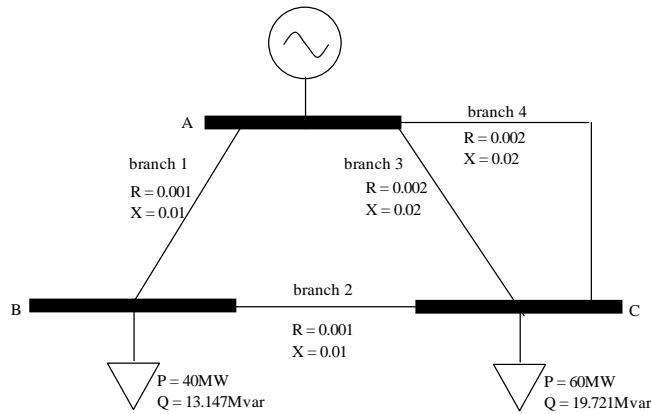 A
branch 4
R = 0.002
X = 0.02
branch 1
R = 0.001
X = 0.01
branch 3
R = 0.002
X = 0.02
B
branch 2
R = 0.001
X = 0.01
C
P = 40MW
Q = 13.147Mvar
P = 60MW
Q = 19.721Mvar